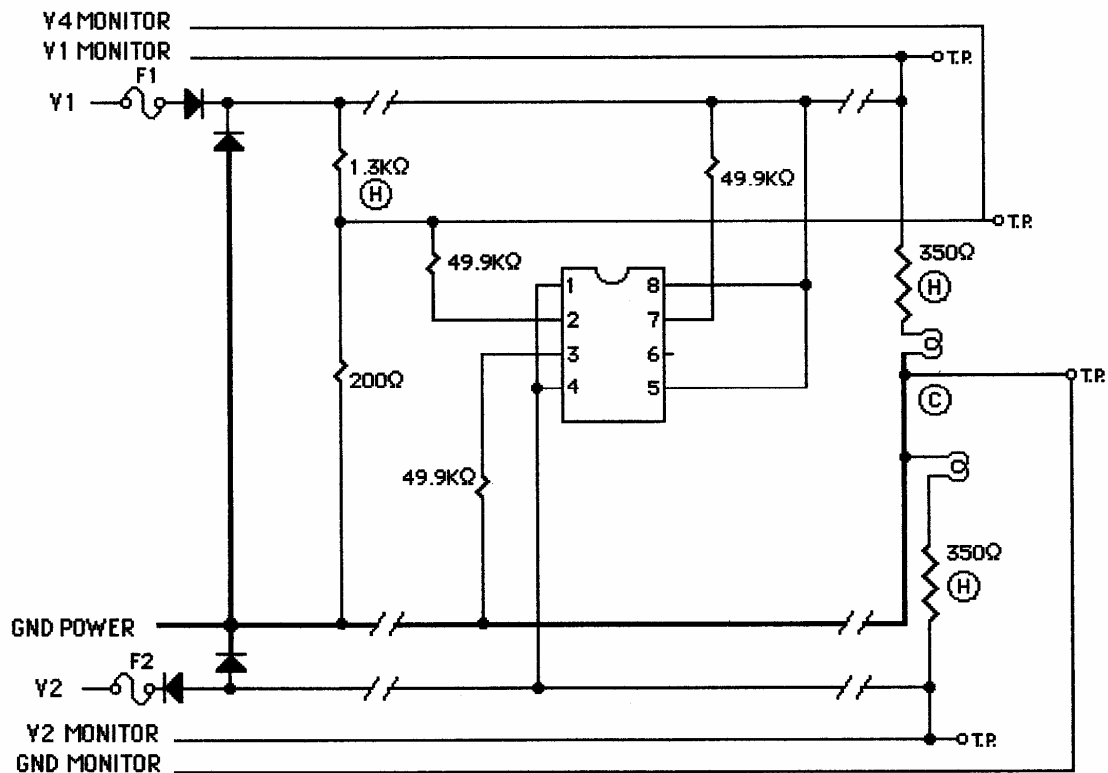 V4 MONITOR
V1 MONITOR
T.P.
F1
V1
1.3KΩ
H
49.9KΩ
T.P.
49.9KΩ
350Ω
H
1
2
3
4
8
7
6
5
200Ω
T.P.
C
49.9KΩ
350Ω
H
GND POWER
F2
V2
V2 MONITOR
T.P.
GND MONITOR